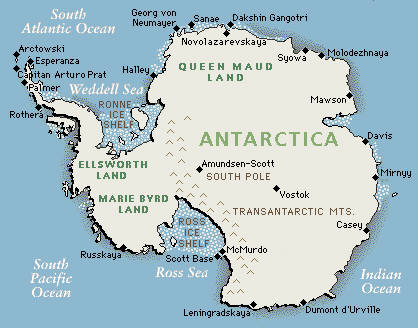 South
Atlantic Ocean
Georg von
Neumayer
Sanae
Dakshin Gangotri
Novolazarevskaya
Syowa
Molodezhnaya
Arctowski
Esperanza
Capitan Arturo Prat
Palmer
Rothera
Halley
Weddell Sea
QUEEN MAUD
LAND
Mawson
RONNE
ICE
SHELF
ANTARCTICA
Davis
ELLSWORTH
LAND
Amundsen-Scott
SOUTH POLE
Mirnyy
Vostok
MARIE BYRD
LAND
TRANSANTARCTIC MTS.
ROSS
ICE
SHELF
Casey
Russkaya
Scott Base
McMurdo
Ross Sea
South
Pacific
Ocean
Indian
Ocean
Leningradskaya
Dumont d'Urville